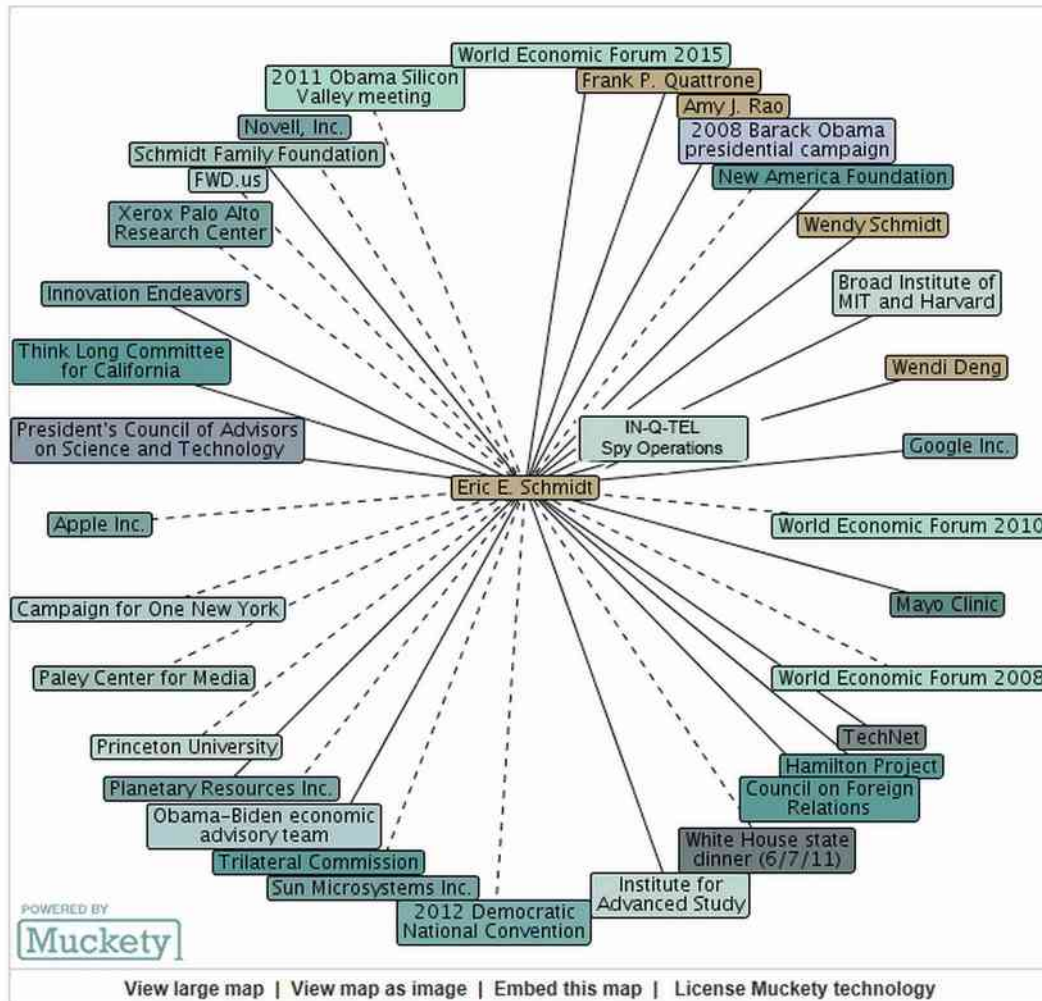 World Economic Forum 2015
Frank P. Quattrone
2011 Obama Silicon
Valley meeting
Amy J. Rao
Novell, Inc.
2008 Barack Obama
presidential campaign
Schmidt Family Foundation
FWD.us
New America Foundation
Xerox Palo Alto
Research Center
Wendy Schmidt
Innovation Endeavors
Broad Institute of
MIT and Harvard
Think Long Committee
for California
Wendi Deng
President's Council of Advisors
on Science and Technology
IN-Q-TEL
Spy Operations
Google Inc.
Eric E. Schmidt
Apple Inc.
World Economic Forum 2010
Campaign for One New York
Mayo Clinic
Paley Center for Media
World Economic Forum 2008
Princeton University
TechNet
Planetary Resources Inc.
Hamilton Project
Obama-Biden economic
advisory team
Council on Foreign
Relations
Trilateral Commission
White House state
dinner (6/7/11)
Sun Microsystems Inc.
Institute for
Advanced Study
2012 Democratic
National Convention
POWERED BY
Muckety
View large map | View map as image | Embed this map | License Muckety technology